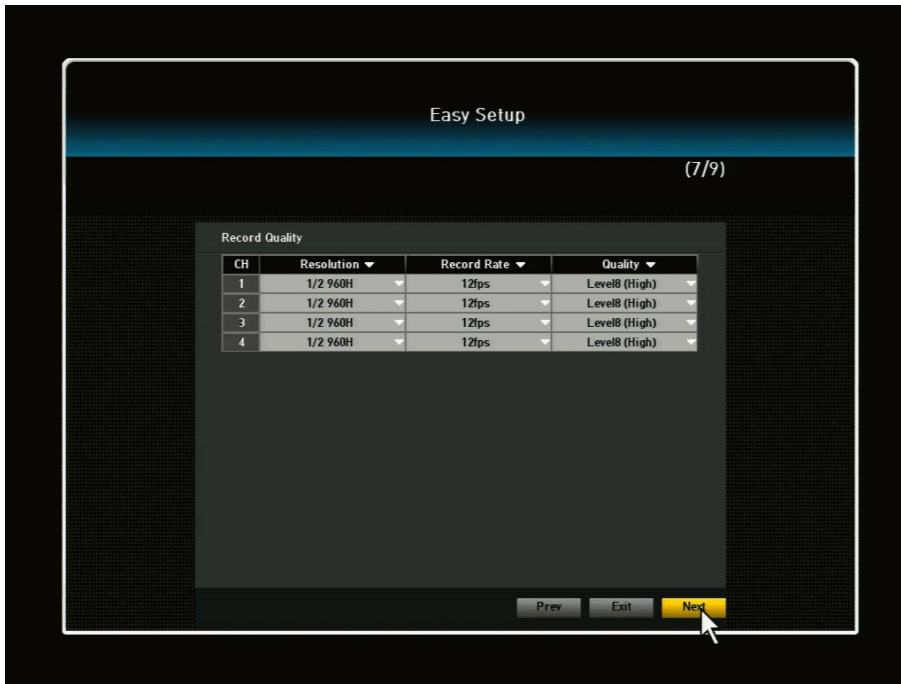 Easy Setup
(7/9)
Record Quality
CH Resolution Record Rate Quality
1 1/2 960H 12fps Level8 (High)
2 1/2 960H 12fps Level8 (High)
3 1/2 960H 12fps Level8 (High)
4 1/2 960H 12fps Level8 (High)
Prev Exit Next